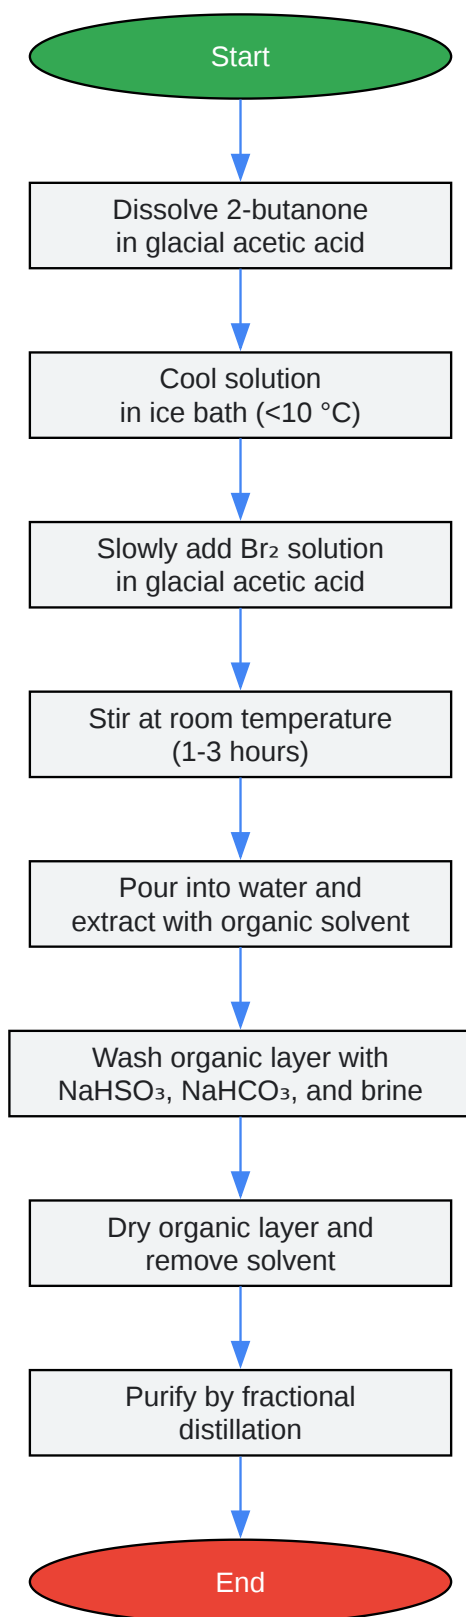 Start
Dissolve 2-butanone
in glacial acetic acid
Cool solution
in ice bath (<10 °C)
Slowly add Br₂ solution
in glacial acetic acid
Stir at room temperature
(1-3 hours)
Pour into water and
extract with organic solvent
Wash organic layer with
NaHSO₃, NaHCO₃, and brine
Dry organic layer and
remove solvent
Purify by fractional
distillation
End